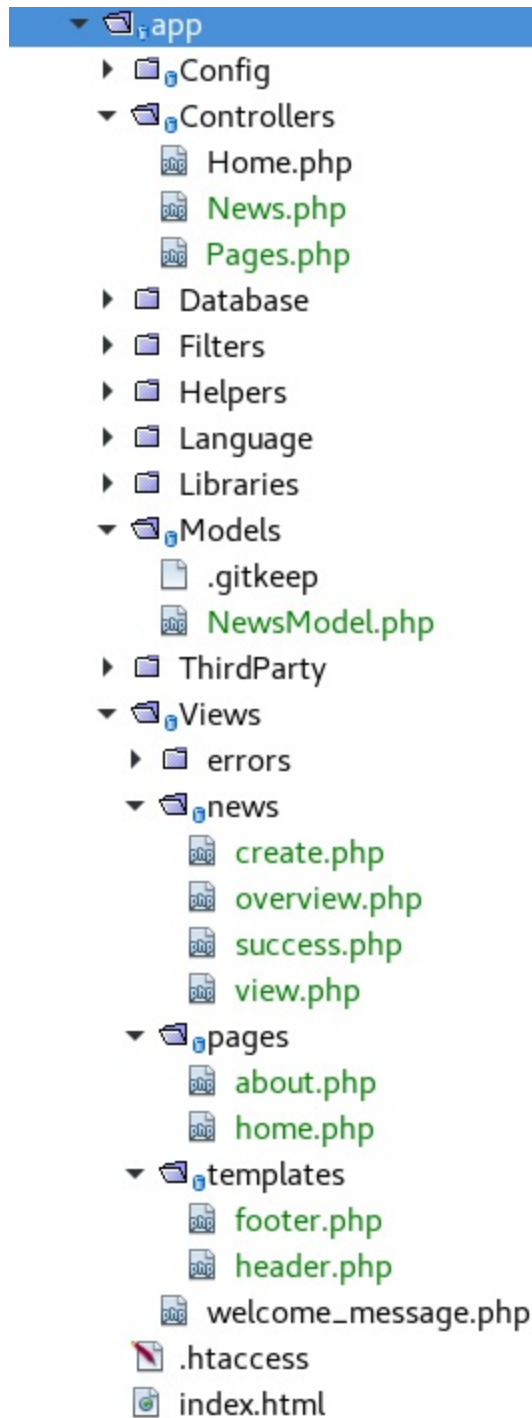 app
Config
Controllers
Home.php
News.php
Pages.php
Database
Filters
Helpers
Language
Libraries
Models
.gitkeep
NewsModel.php
ThirdParty
Views
errors
news
create.php
overview.php
success.php
view.php
pages
about.php
home.php
templates
footer.php
header.php
welcome_message.php
.htaccess
index.html